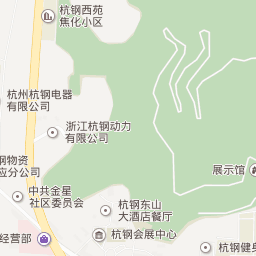 杭钢西苑
焦化小区
杭州杭钢电器
有限公司
浙江杭钢动力
有限公司
钢物资
应分公司
展示馆
中共金星
社区委员会
杭钢东山
大酒店餐厅
杭钢会展中心
经营部
杭钢健身